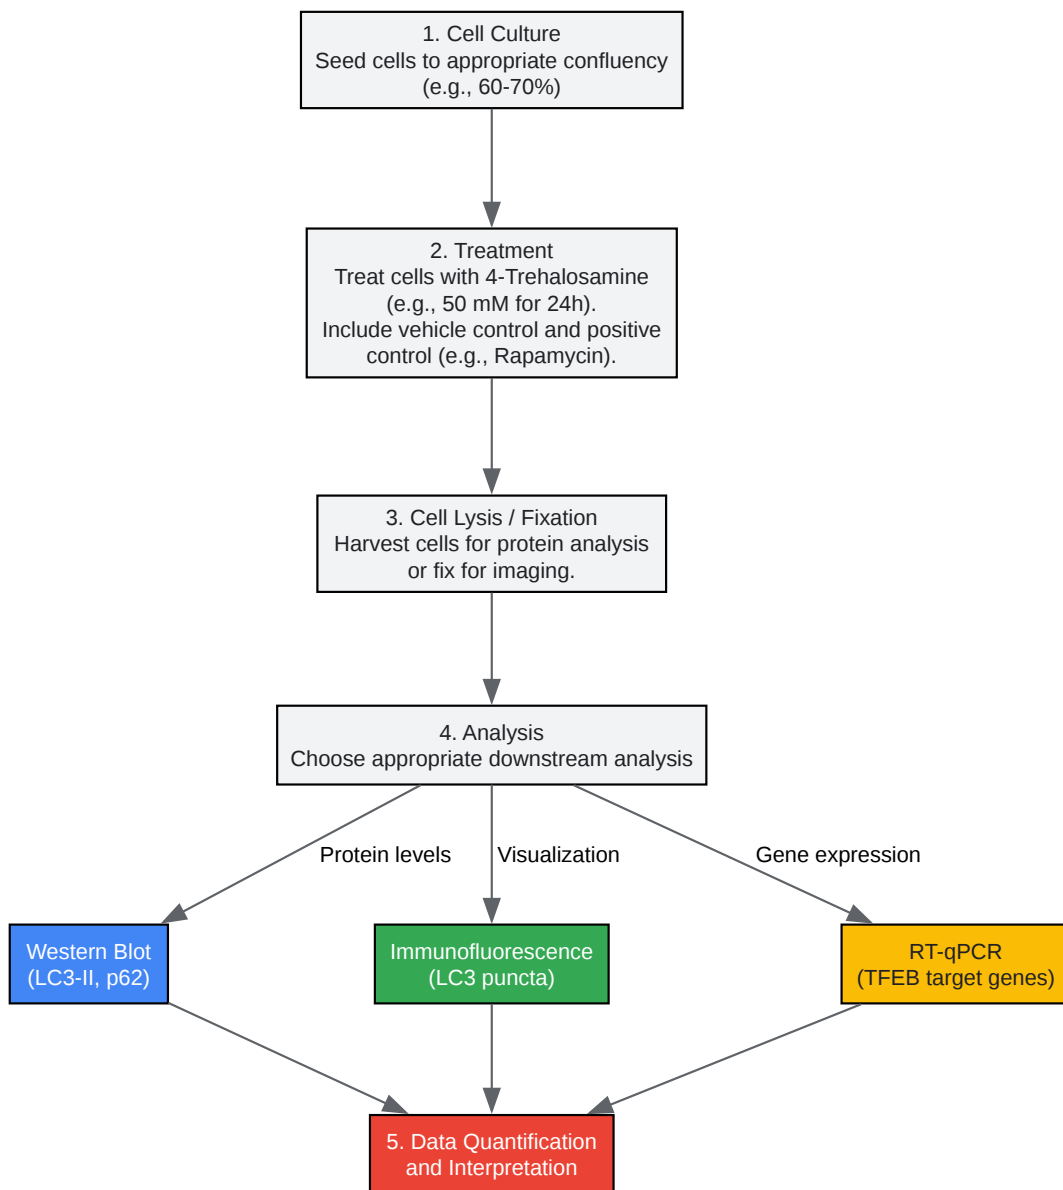 1. Cell Culture
Seed cells to appropriate confluency
(e.g., 60-70%)
2. Treatment
Treat cells with 4-Trehalosamine
(e.g., 50 mM for 24h).
Include vehicle control and positive
control (e.g., Rapamycin).
3. Cell Lysis / Fixation
Harvest cells for protein analysis
or fix for imaging.
4. Analysis
Choose appropriate downstream analysis
Protein levels
Visualization
Gene expression
Western Blot
(LC3-II, p62)
Immunofluorescence
(LC3 puncta)
RT-qPCR
(TFEB target genes)
5. Data Quantification
and Interpretation